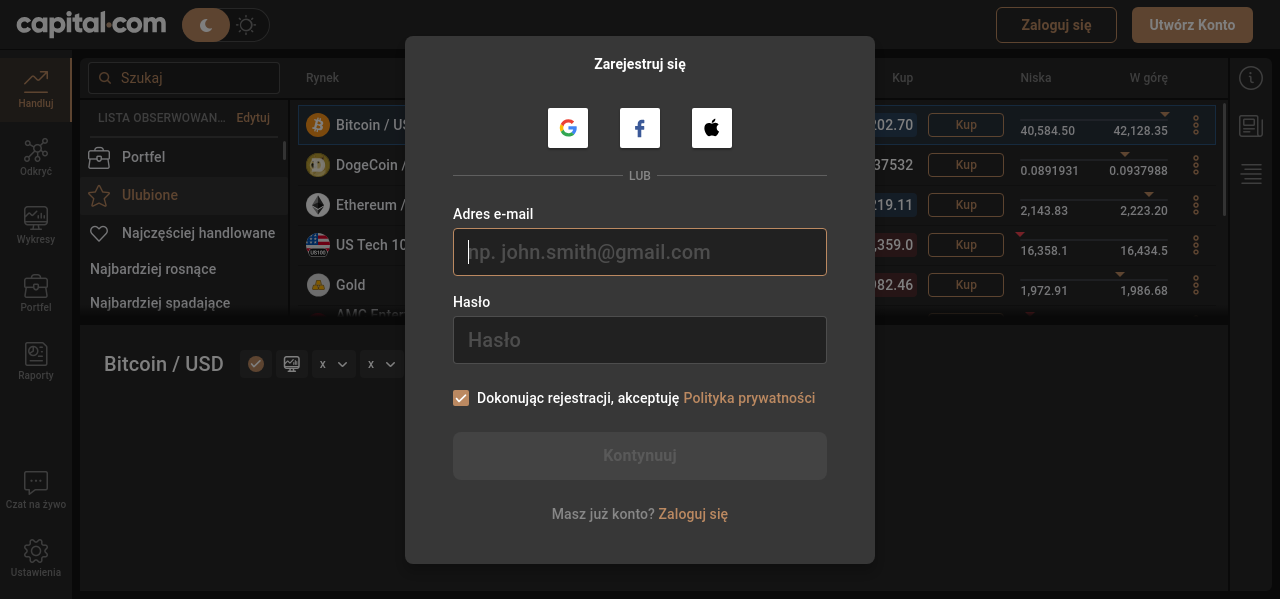 capital.com
Zaloguj się
Utwórz Konto
Handluj
Odkryć
Wykresy
Portfel
Raporty
Czat na żywo
Ustawienia
Szukaj
LISTA OBSERWOWAN... Edytuj
Portfel
Ulubione
Najczęściej handlowane
Najbardziej rosnące
Najbardziej spadające
Rynek Kup Niska W górę
Bitcoin / US 202.70 Kup 40,584.50 42,128.35
DogeCoin / 37532 Kup 0.0891931 0.0937988
Ethereum / 219.11 Kup 2,143.83 2,223.20
US100
US Tech 10 ,359.0 Kup 16,358.1 16,434.5
Gold 982.46 Kup 1,972.91 1,986.68
AMC Enter
Bitcoin / USD x x
Zarejestruj się
LUB
Adres e-mail
np. john.smith@gmail.com
Hasło
Hasło
Dokonując rejestracji, akceptuję Polityka prywatności
Kontynuuj
Masz już konto? Zaloguj się